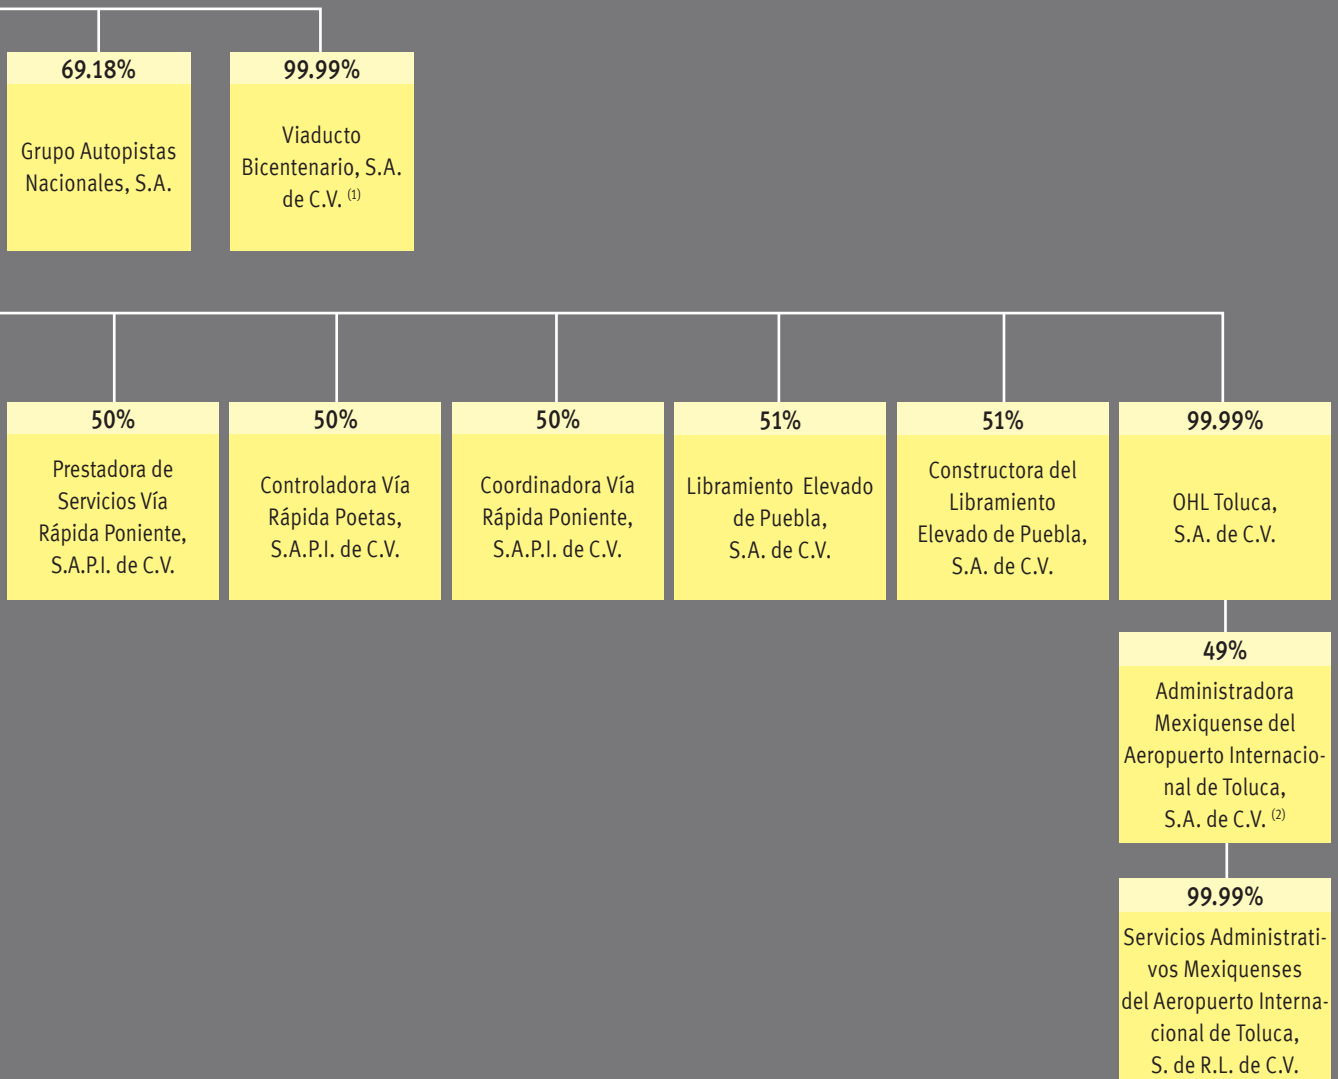 69.18%
Grupo Autopistas
Nacionales, S.A.
99.99%
Viaducto
Bicentenario, S.A.
de C.V. (1)
50%
Prestadora de
Servicios Vía
Rápida Poniente,
S.A.P.I. de C.V.
50%
Controladora Vía
Rápida Poetas,
S.A.P.I. de C.V.
50%
Coordinadora Vía
Rápida Poniente,
S.A.P.I. de C.V.
51%
Libramiento Elevado
de Puebla,
S.A. de C.V.
51%
Constructora del
Libramiento
Elevado de Puebla,
S.A. de C.V.
99.99%
OHL Toluca,
S.A. de C.V.
49%
Administradora
Mexiquense del
Aeropuerto Internacio-
nal de Toluca,
S.A. de C.V. (2)
99.99%
Servicios Administrati-
vos Mexiquenses
del Aeropuerto Interna-
cional de Toluca,
S. de R.L. de C.V.